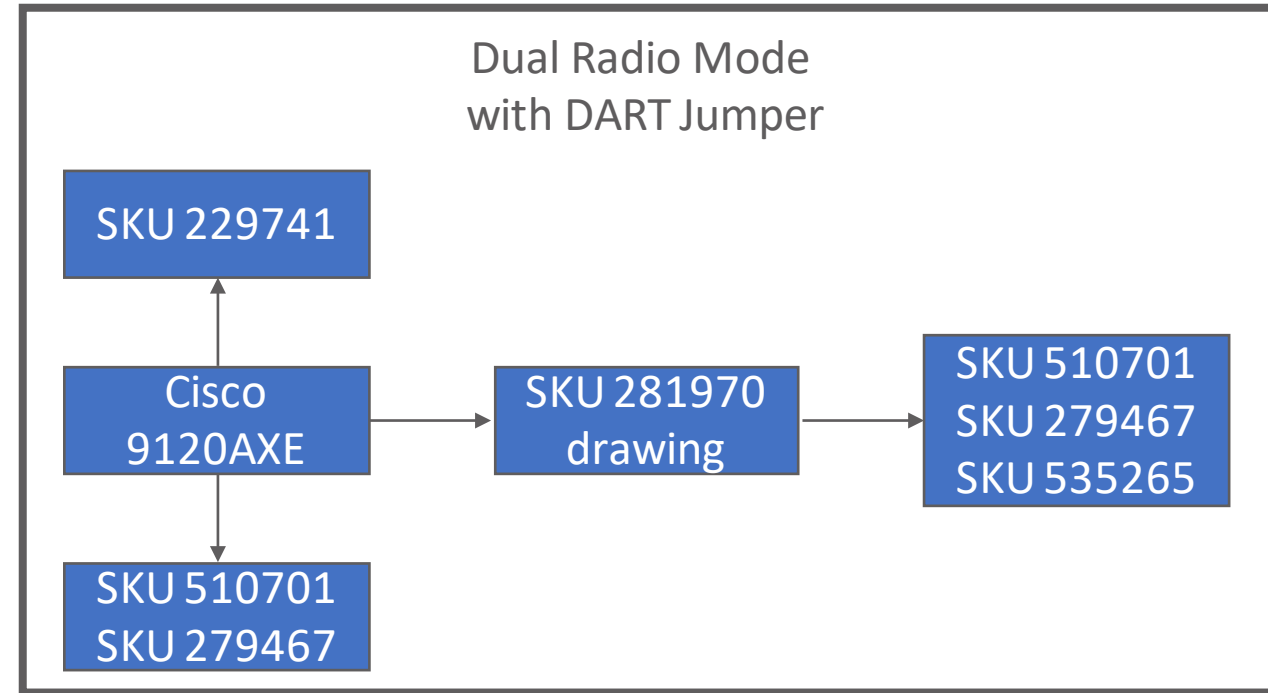 Dual Radio Mode
with DART Jumper
SKU 229741
Cisco
9120AXE
SKU 281970
drawing
SKU 510701
SKU 279467
SKU 535265
SKU 510701
SKU 279467